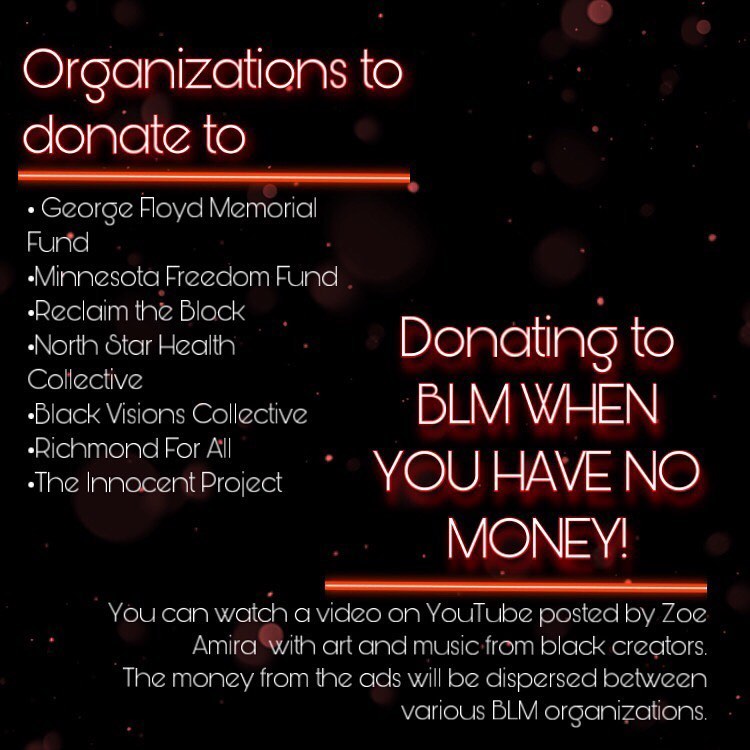 Organizations to
donate to
• George Floyd Memorial
Fund
•Minnesota Freedom Fund
•Reclaim the Block
•North Star Health
Collective
•Black Visions Collective
•Richmond For All
•The Innocent Project
Donating to
BLM WHEN
YOU HAVE NO
MONEY!
You can watch a video on YouTube posted by Zoe
Amira with art and music from black creators.
The money from the ads will be dispersed between
various BLM organizations.